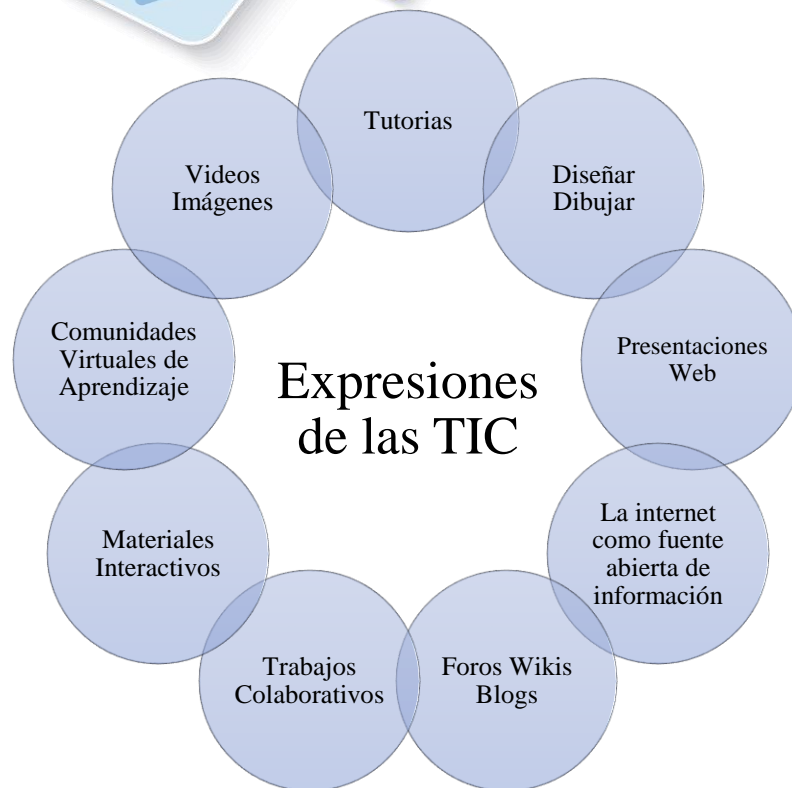 Tutorias
Diseñar
Dibujar
Presentaciones
Web
La internet
como fuente
abierta de
información
Foros Wikis
Blogs
Trabajos
Colaborativos
Materiales
Interactivos
Comunidades
Virtuales de
Aprendizaje
Videos
Imágenes
Expresiones
de las TIC